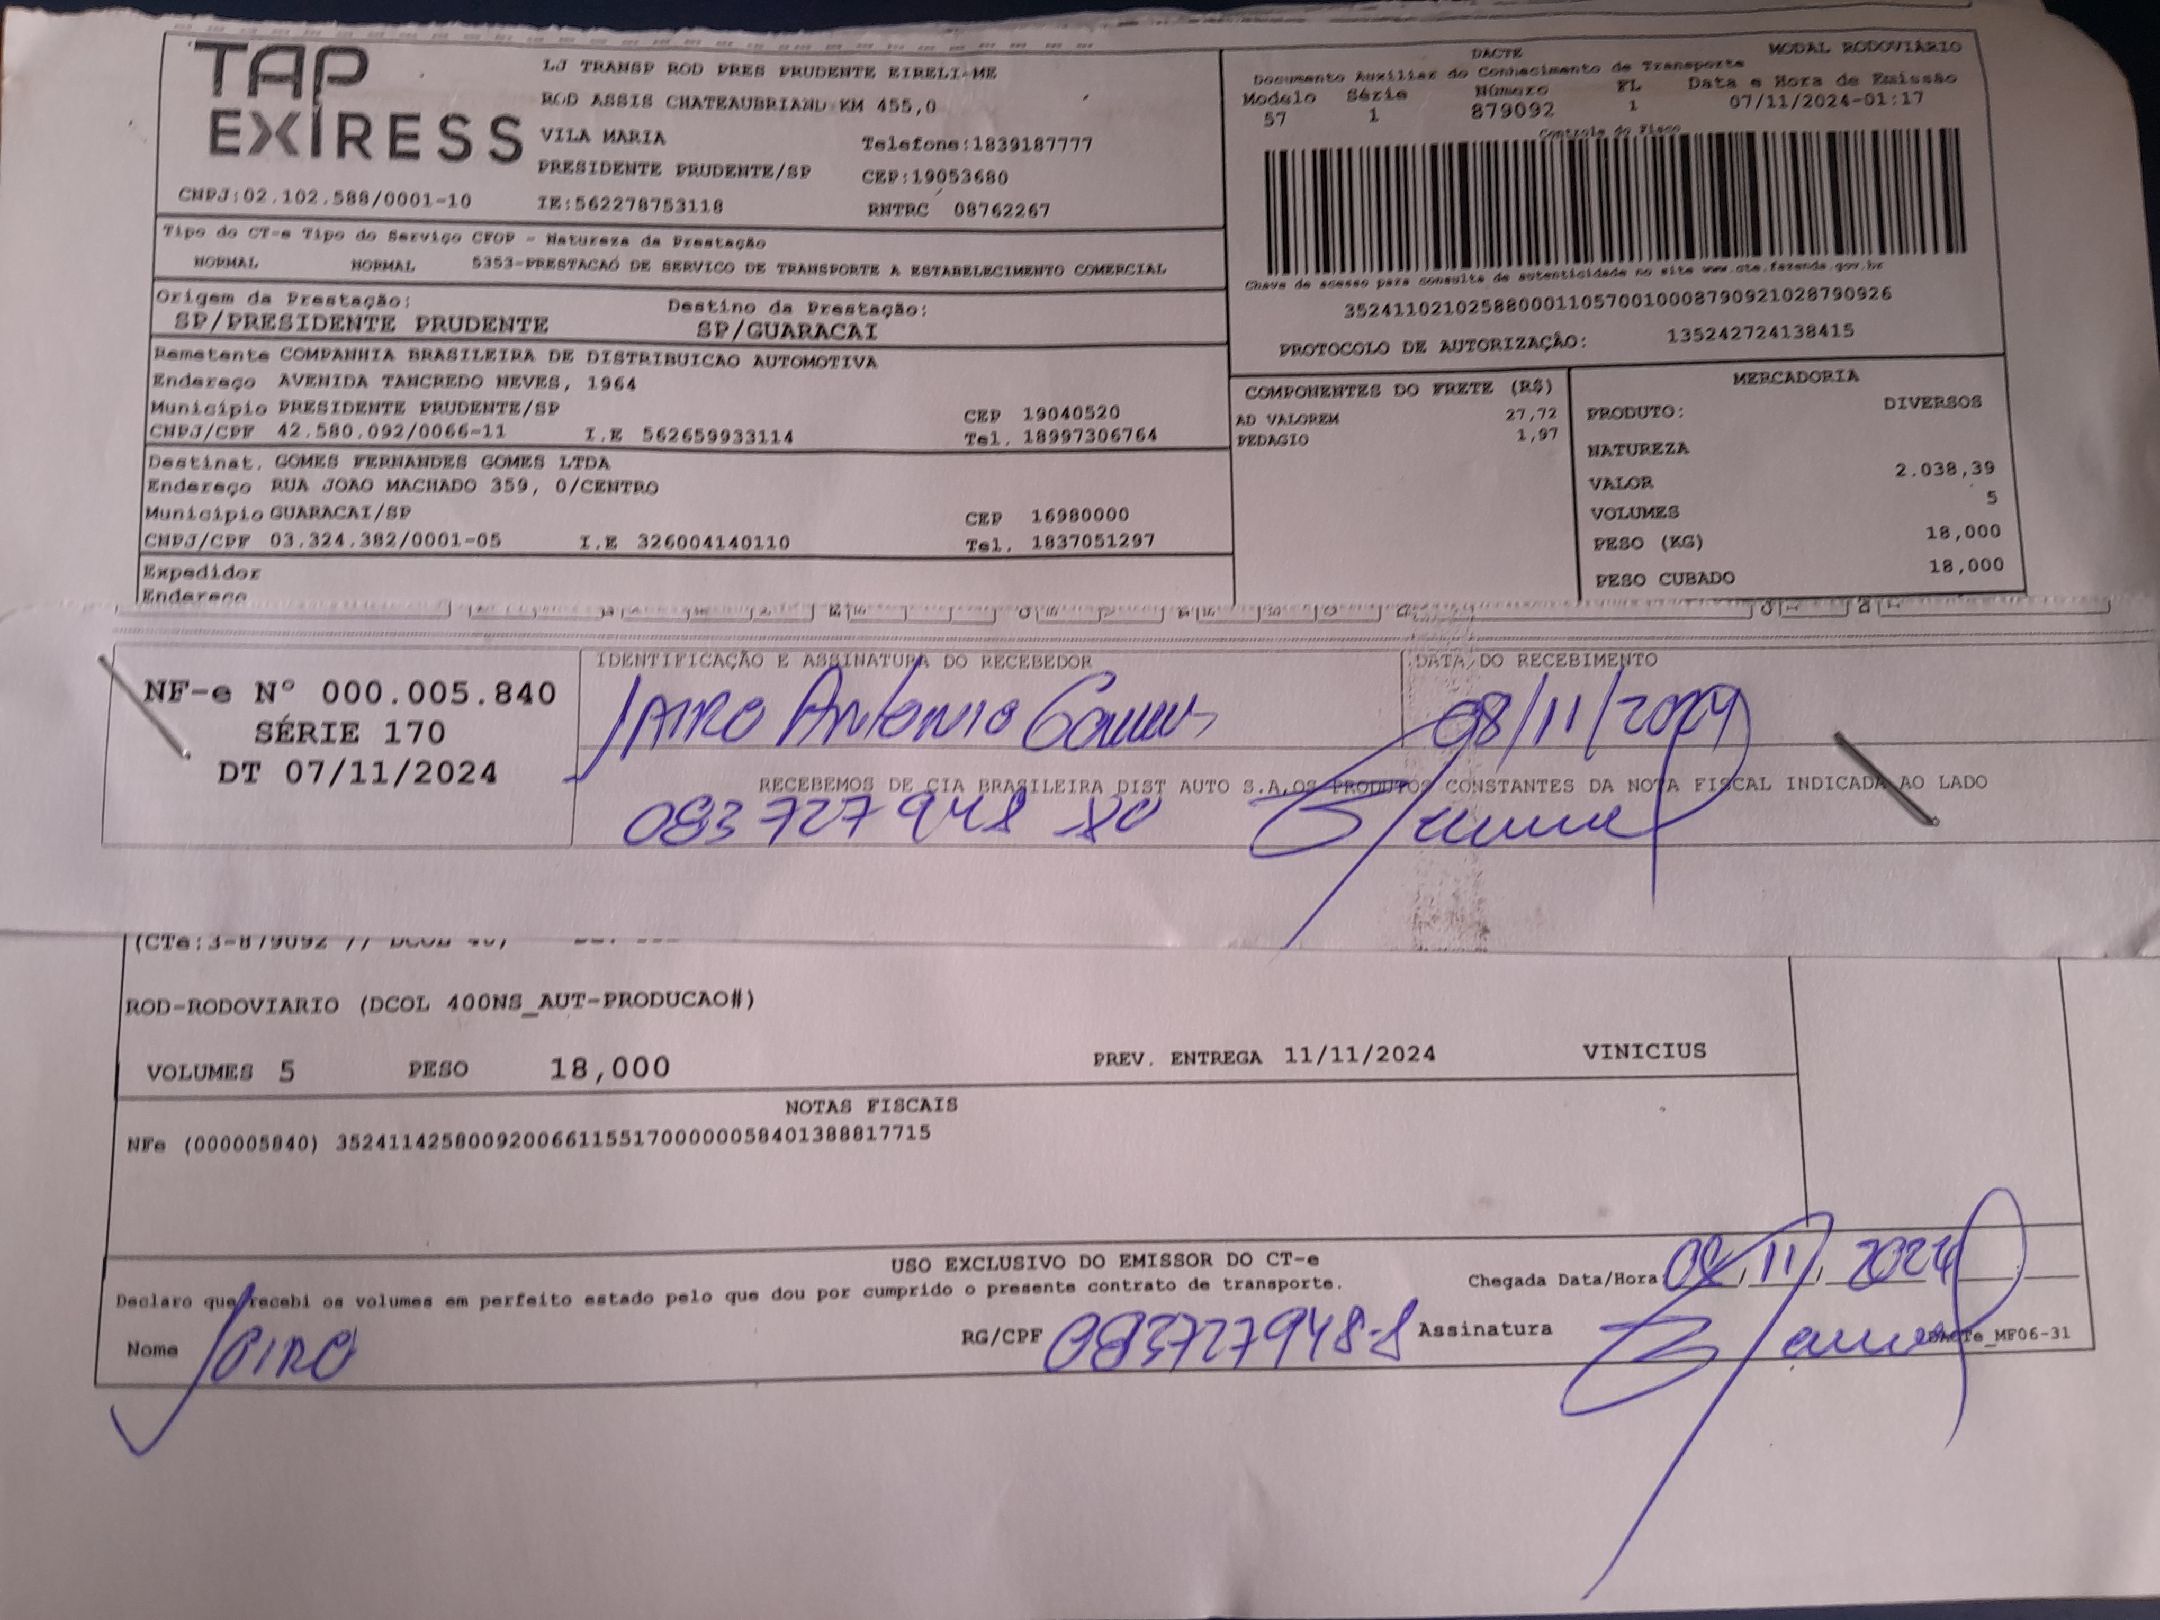 TAP
EXPRESS
LJ TRANSP ROD PRES PRUDENTE EIRELI-ME
ROD ASSIS CHATEAUBRIAND KM 455,0
VILA MARIA Telefone:1839187777
PRESIDENTE PRUDENTE/SP CEP:19053680
CNPJ:02.102.588/0001-10 IE:562278753118 RNTRC 08762267
DACTE MODAL RODOVIÁRIO
Documento Auxiliar do Conhecimento de Transporte
Modelo Série Número FL Data e Hora de Emissão
57 1 879092 1 07/11/2024-01:17
Controle do Fisco
Chave de acesso para consulta de autenticidade no site www.cte.fazenda.gov.br
35241102102588000110570010008790921028790926
PROTOCOLO DE AUTORIZAÇÃO: 135242724138415
Tipo do CT-e Tipo do Serviço CFOP - Natureza da Prestação
NORMAL NORMAL 5353-PRESTACAO DE SERVICO DE TRANSPORTE A ESTABELECIMENTO COMERCIAL
Origem da Prestação: Destino da Prestação:
SP/PRESIDENTE PRUDENTE SP/GUARACAI
Remetente COMPANHIA BRASILEIRA DE DISTRIBUICAO AUTOMOTIVA
Endereço AVENIDA TANCREDO NEVES, 1964
Município PRESIDENTE PRUDENTE/SP CEP 19040520
CNPJ/CPF 42.580.092/0066-11 I.E 562659933114 Tel. 18997306764
Destinat. GOMES FERNANDES GOMES LTDA
Endereço RUA JOAO MACHADO 359, 0/CENTRO
Município GUARACAI/SP CEP 16980000
CNPJ/CPF 03.324.382/0001-05 I.E 326004140110 Tel. 1837051297
Expedidor
Endereço
COMPONENTES DO FRETE (R$)
AD VALOREM 27,72
PEDAGIO 1,97
MERCADORIA
PRODUTO: DIVERSOS
NATUREZA
VALOR 2.038,39
VOLUMES 5
PESO (KG) 18,000
PESO CUBADO 18,000
NF-e Nº 000.005.840
SÉRIE 170
DT 07/11/2024
IDENTIFICAÇÃO E ASSINATURA DO RECEBEDOR DATA DO RECEBIMENTO
JAIRO Antonio Gomes 08/11/2024
RECEBEMOS DE CIA BRASILEIRA DIST AUTO S.A,OS PRODUTOS CONSTANTES DA NOTA FISCAL INDICADA AO LADO
083727948
(CTe:3-879092 //
ROD-RODOVIARIO (DCOL 400NS_AUT-PRODUCAO#)
VOLUMES 5 PESO 18,000 PREV. ENTREGA 11/11/2024 VINICIUS
NOTAS FISCAIS
NFe (000005840) 35241142580092006611551700000058401388817715
USO EXCLUSIVO DO EMISSOR DO CT-e
Declaro que recebi os volumes em perfeito estado pelo que dou por cumprido o presente contrato de transporte.
Chegada Data/Hora 08/11/2024
Nome JAIRO RG/CPF 083727948-8 Assinatura
DACTe_MF06-31